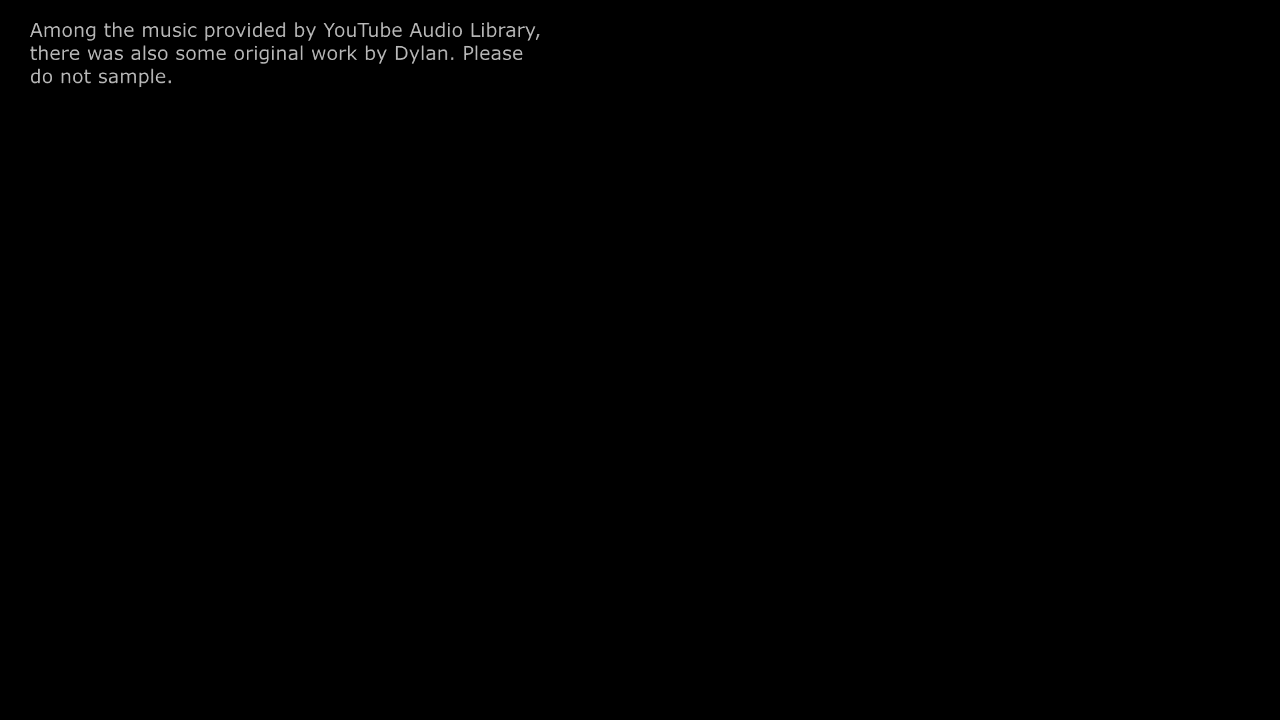 Among the music provided by YouTube Audio Library,
there was also some original work by Dylan. Please
do not sample.